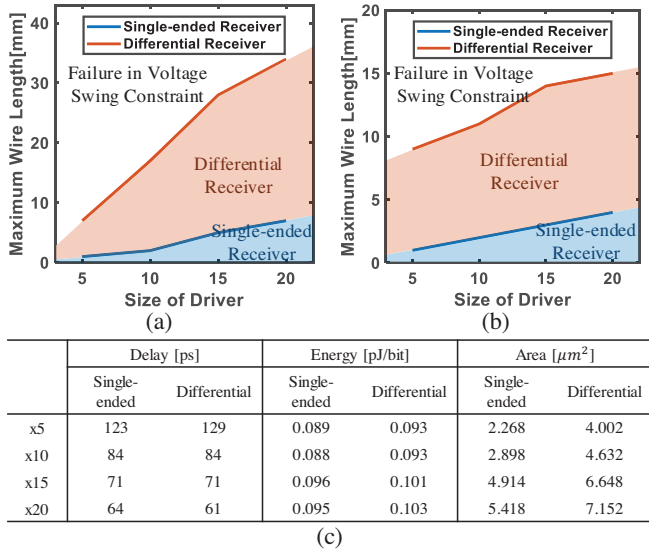 Single-ended Receiver
Differential Receiver
Failure in Voltage
Swing Constraint
Differential
Receiver
Single-ended
Receiver
Maximum Wire Length[mm]
40
30
20
10
0
5 10 15 20
Size of Driver
(a)
Single-ended Receiver
Differential Receiver
Failure in Voltage
Swing Constraint
Differential
Receiver
Single-ended
Receiver
Maximum Wire Length[mm]
20
15
10
5
0
5 10 15 20
Size of Driver
(b)
Delay [ps] Energy [pJ/bit] Area [μm²]
Single-ended Differential Single-ended Differential Single-ended Differential
x5 123 129 0.089 0.093 2.268 4.002
x10 84 84 0.088 0.093 2.898 4.632
x15 71 71 0.096 0.101 4.914 6.648
x20 64 61 0.095 0.103 5.418 7.152
(c)